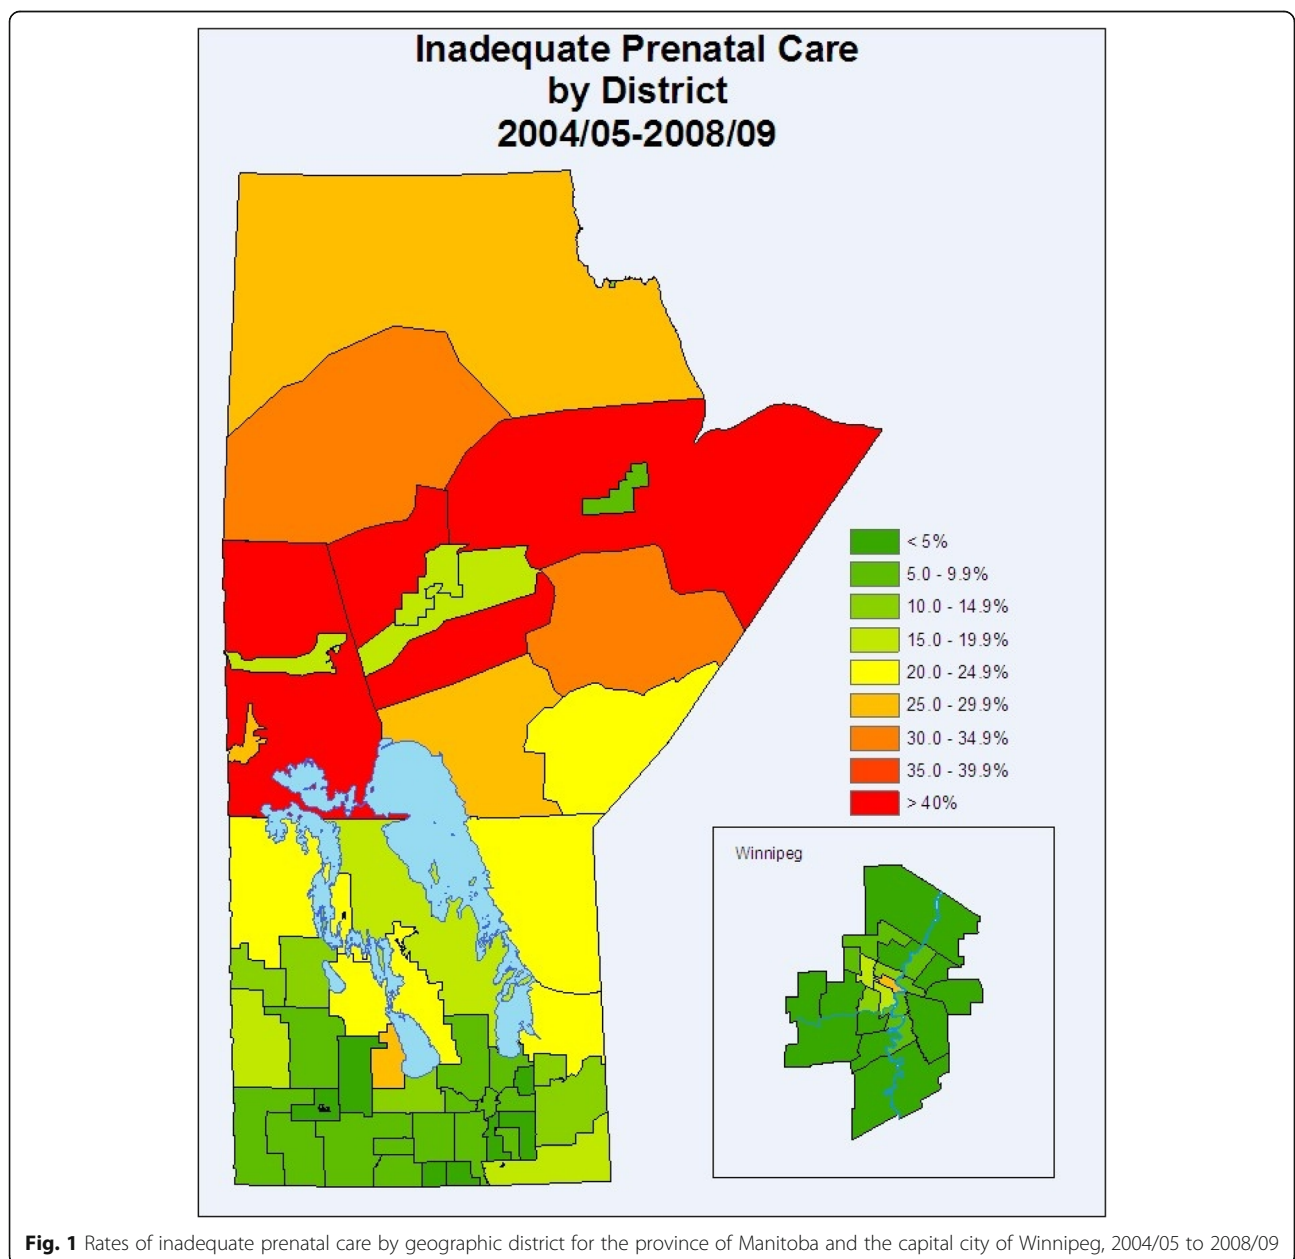 Inadequate Prenatal Care
by District
2004/05-2008/09
< 5%
5.0 - 9.9%
10.0 - 14.9%
15.0 - 19.9%
20.0 - 24.9%
25.0 - 29.9%
30.0 - 34.9%
35.0 - 39.9%
> 40%
Winnipeg
Fig. 1 Rates of inadequate prenatal care by geographic district for the province of Manitoba and the capital city of Winnipeg, 2004/05 to 2008/09